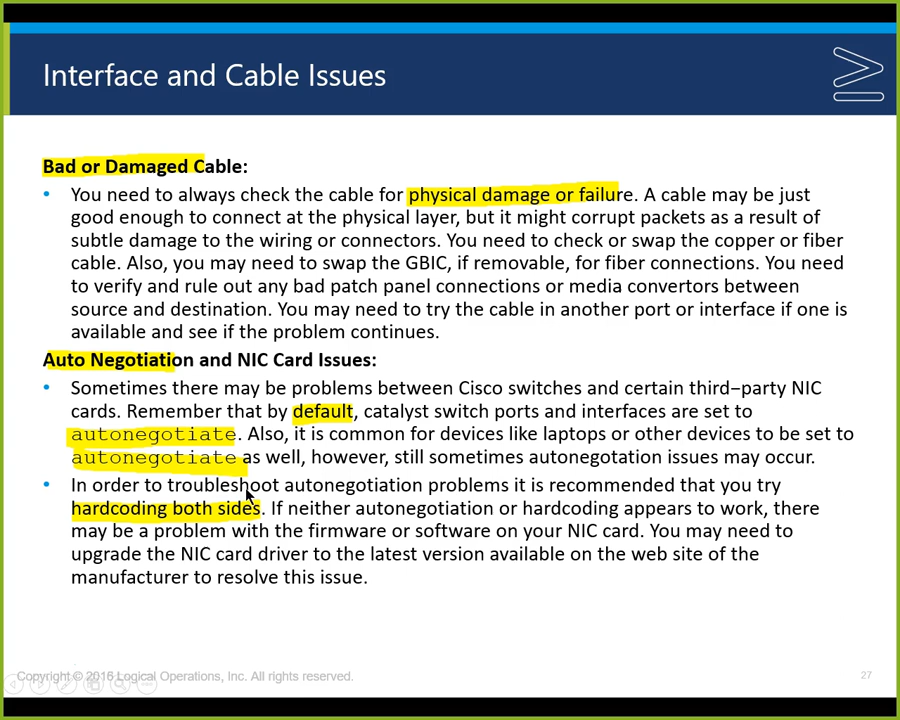 Interface and Cable Issues
Bad or Damaged Cable:
• You need to always check the cable for physical damage or failure. A cable may be just
good enough to connect at the physical layer, but it might corrupt packets as a result of
subtle damage to the wiring or connectors. You need to check or swap the copper or fiber
cable. Also, you may need to swap the GBIC, if removable, for fiber connections. You need
to verify and rule out any bad patch panel connections or media convertors between
source and destination. You may need to try the cable in another port or interface if one is
available and see if the problem continues.
Auto Negotiation and NIC Card Issues:
• Sometimes there may be problems between Cisco switches and certain third–party NIC
cards. Remember that by default, catalyst switch ports and interfaces are set to
autonegotiate. Also, it is common for devices like laptops or other devices to be set to
autonegotiate as well, however, still sometimes autonegotation issues may occur.
• In order to troubleshoot autonegotiation problems it is recommended that you try
hardcoding both sides. If neither autonegotiation or hardcoding appears to work, there
may be a problem with the firmware or software on your NIC card. You may need to
upgrade the NIC card driver to the latest version available on the web site of the
manufacturer to resolve this issue.
Copyright © 2016 Logical Operations, Inc. All rights reserved.
27